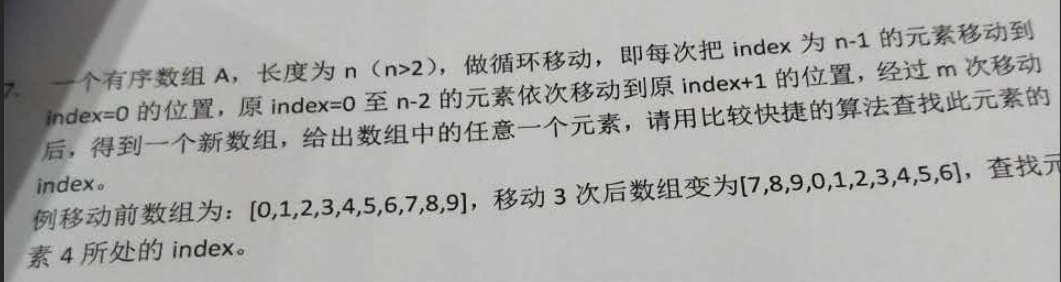 7. 一个有序数组 A，长度为 n（n>2），做循环移动，即每次把 index 为 n-1 的元素移动到
index=0 的位置，原 index=0 至 n-2 的元素依次移动到原 index+1 的位置，经过 m 次移动
后，得到一个新数组，给出数组中的任意一个元素，请用比较快捷的算法查找此元素的
index。
例移动前数组为：[0,1,2,3,4,5,6,7,8,9]，移动 3 次后数组变为[7,8,9,0,1,2,3,4,5,6]，查找元
素 4 所处的 index。